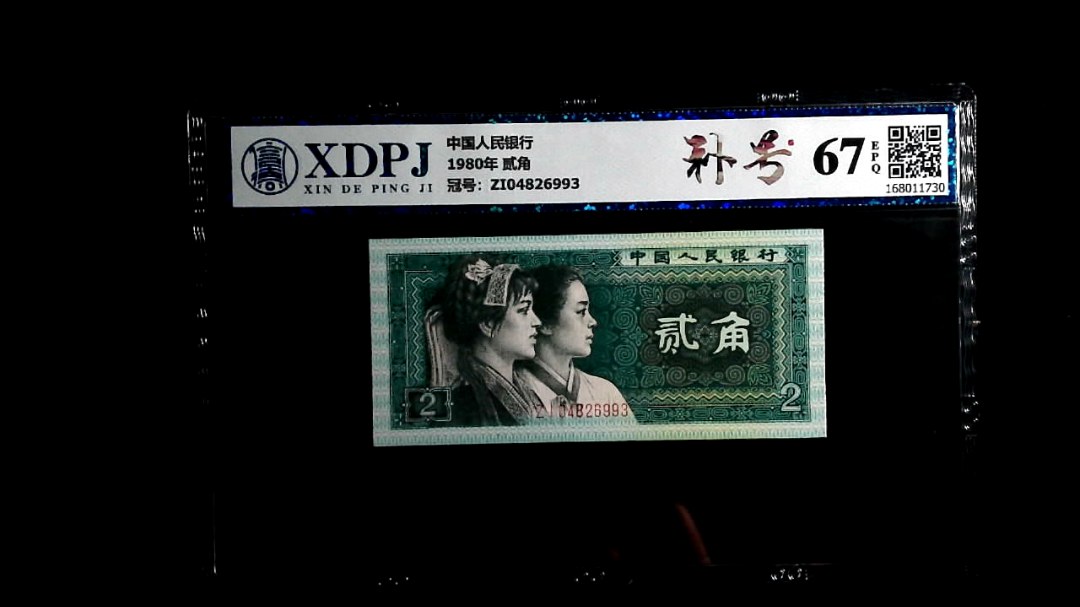 XDPJ
XIN DE PING JI
中国人民银行
1980年 贰角
冠号：ZI04826993
补号
67
EPQ
168011730
中国人民银行
贰角
2
2
ZI04826993